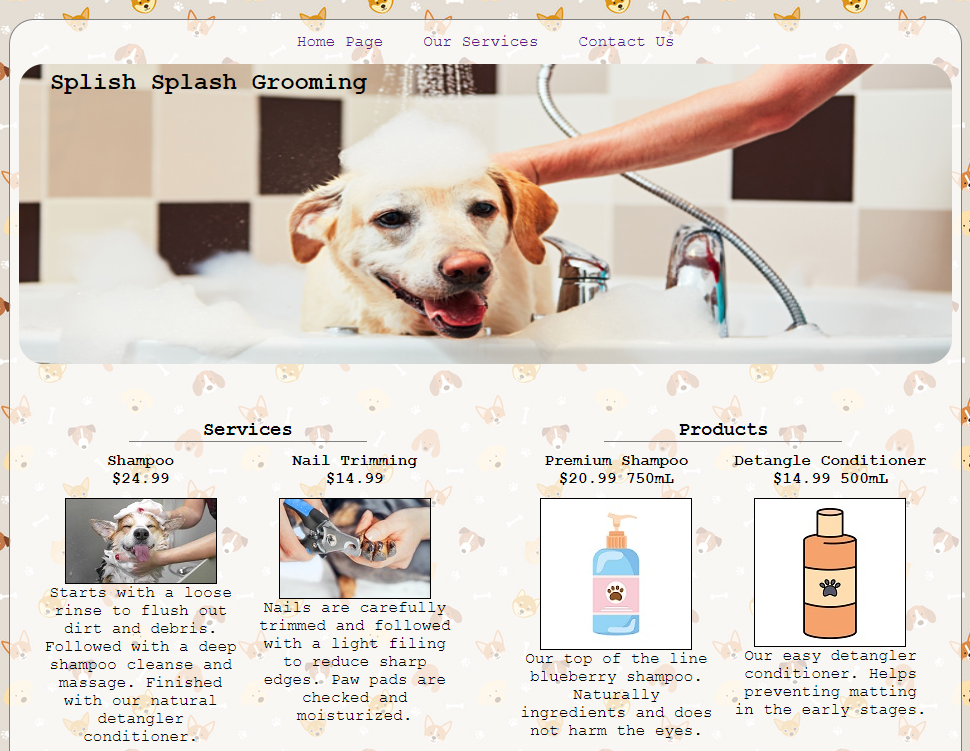 Home Page Our Services Contact Us
Splish Splash Grooming
Services
Shampoo
$24.99
Starts with a loose
rinse to flush out
dirt and debris.
Followed with a deep
shampoo cleanse and
massage. Finished
with our natural
detangler
conditioner.
Nail Trimming
$14.99
Nails are carefully
trimmed and followed
with a light filing
to reduce sharp
edges. Paw pads are
checked and
moisturized.
Products
Premium Shampoo
$20.99 750mL
Our top of the line
blueberry shampoo.
Naturally
ingredients and does
not harm the eyes.
Detangle Conditioner
$14.99 500mL
Our easy detangler
conditioner. Helps
preventing matting
in the early stages.